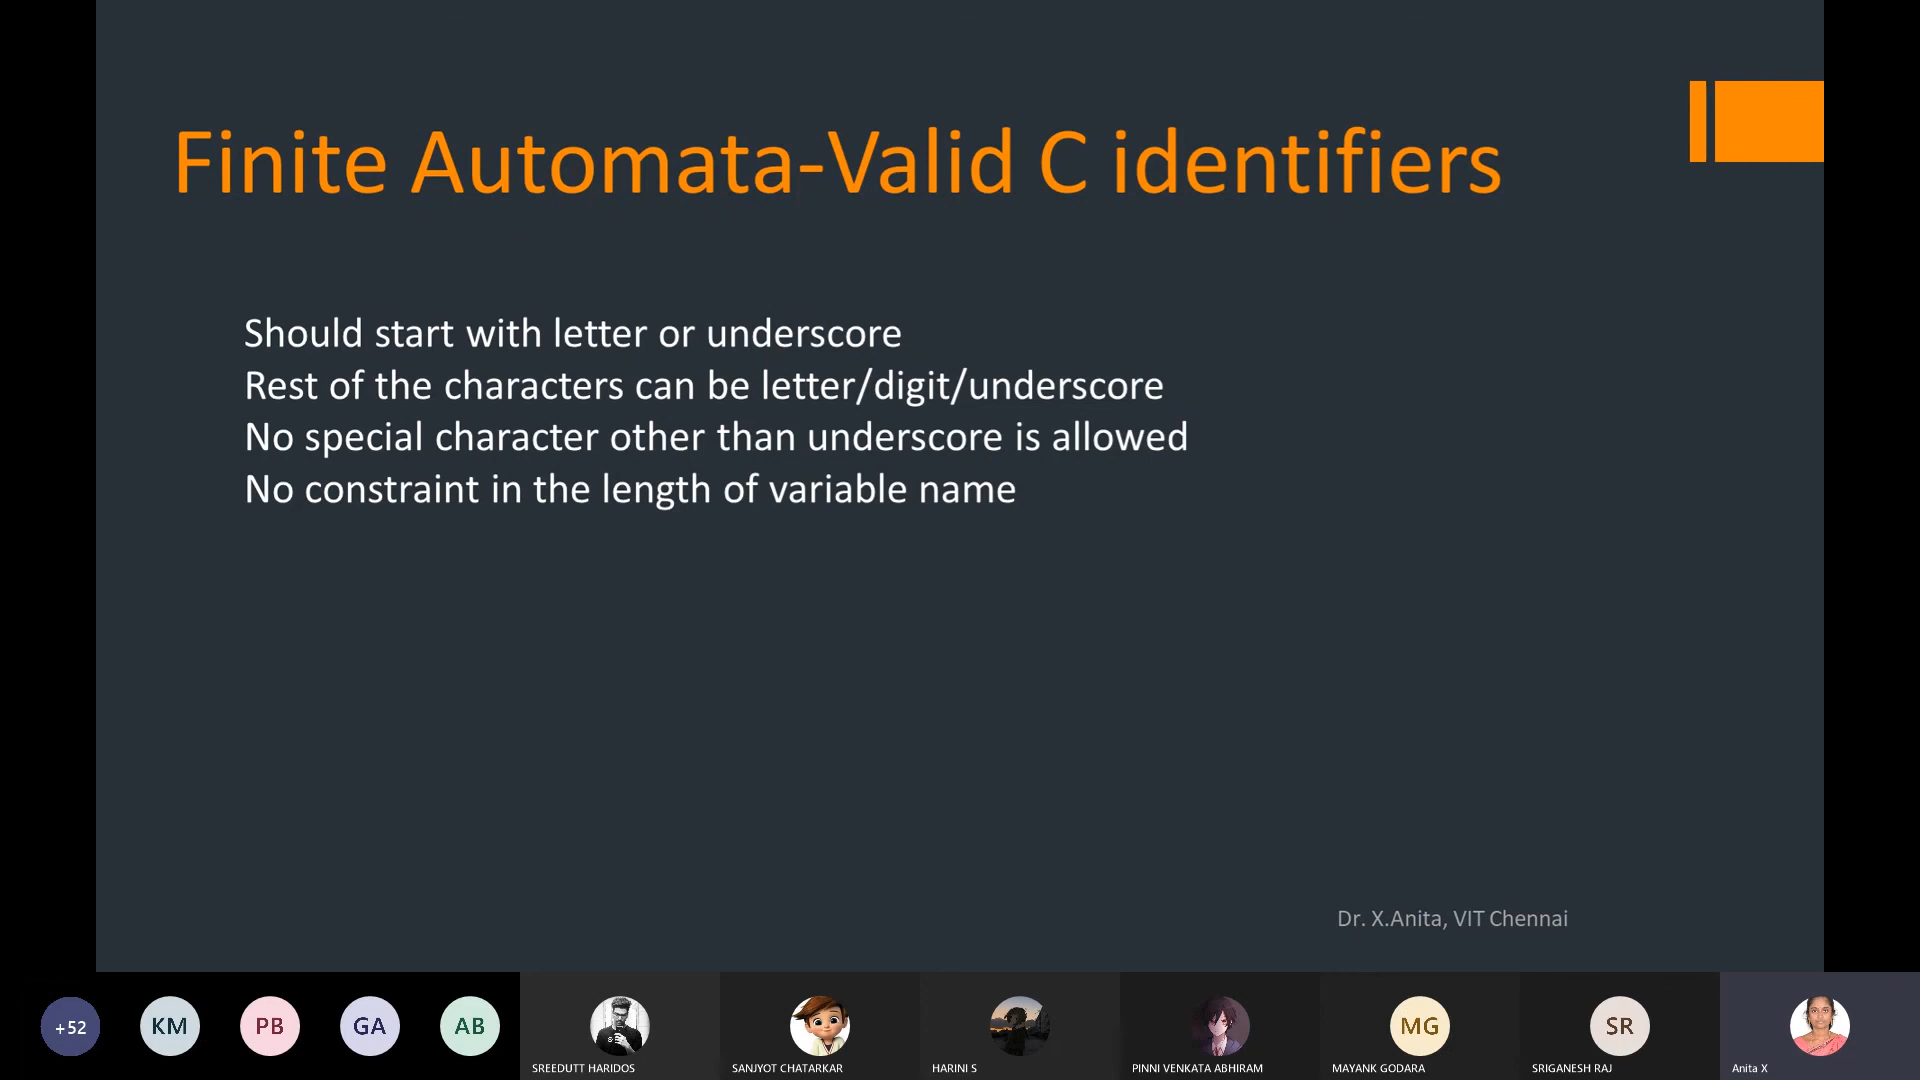 Finite Automata-Valid C identifiers
Should start with letter or underscore
Rest of the characters can be letter/digit/underscore
No special character other than underscore is allowed
No constraint in the length of variable name
Dr. X.Anita, VIT Chennai
+52
KM
PB
GA
AB
SREEDUTT HARIDOS
SANJYOT CHATARKAR
HARINI S
PINNI VENKATA ABHIRAM
MG
MAYANK GODARA
SR
SRIGANESH RAJ
Anita X